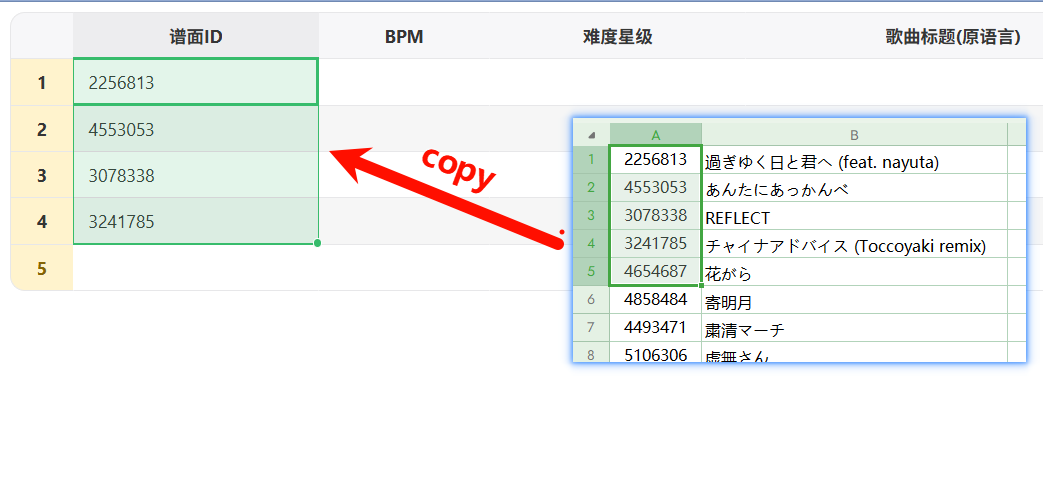 谱面ID BPM 难度星级 歌曲标题(原语言)
1 2256813
2 4553053
3 3078338
4 3241785
5
copy
A B
1 2256813 過ぎゆく日と君へ (feat. nayuta)
2 4553053 あんたにあっかんべ
3 3078338 REFLECT
4 3241785 チャイナアドバイス (Toccoyaki remix)
5 4654687 花がら
6 4858484 寄明月
7 4493471 粛清マーチ
8 5106306 虚無さん